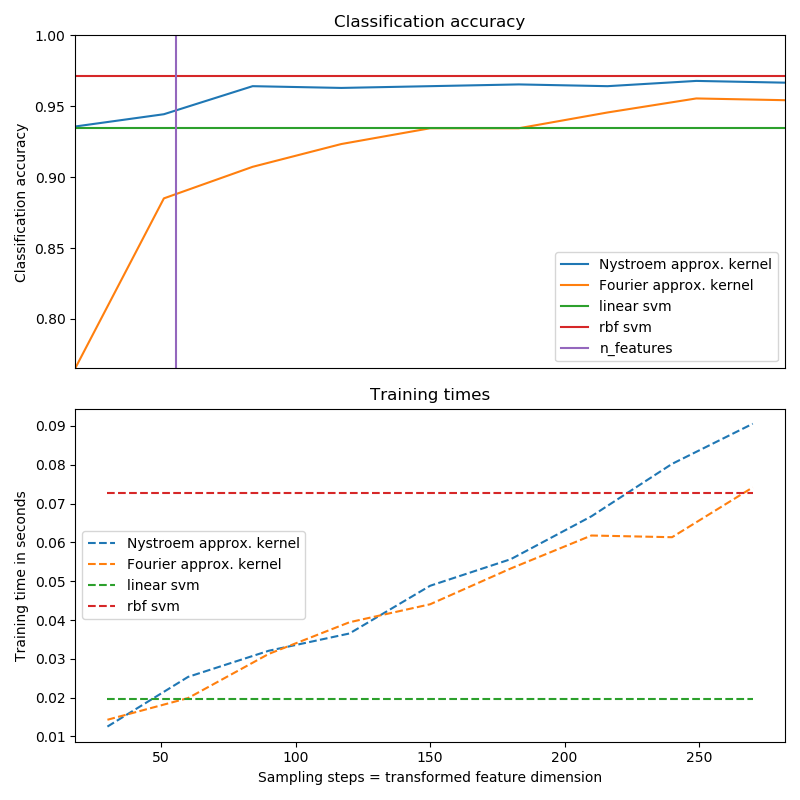 Classification accuracy
1.00
0.95
0.90
0.85
0.80
Classification accuracy
Nystroem approx. kernel
Fourier approx. kernel
linear svm
rbf svm
n_features
Training times
0.09
0.08
0.07
0.06
0.05
0.04
0.03
0.02
0.01
Training time in seconds
Nystroem approx. kernel
Fourier approx. kernel
linear svm
rbf svm
50
100
150
200
250
Sampling steps = transformed feature dimension